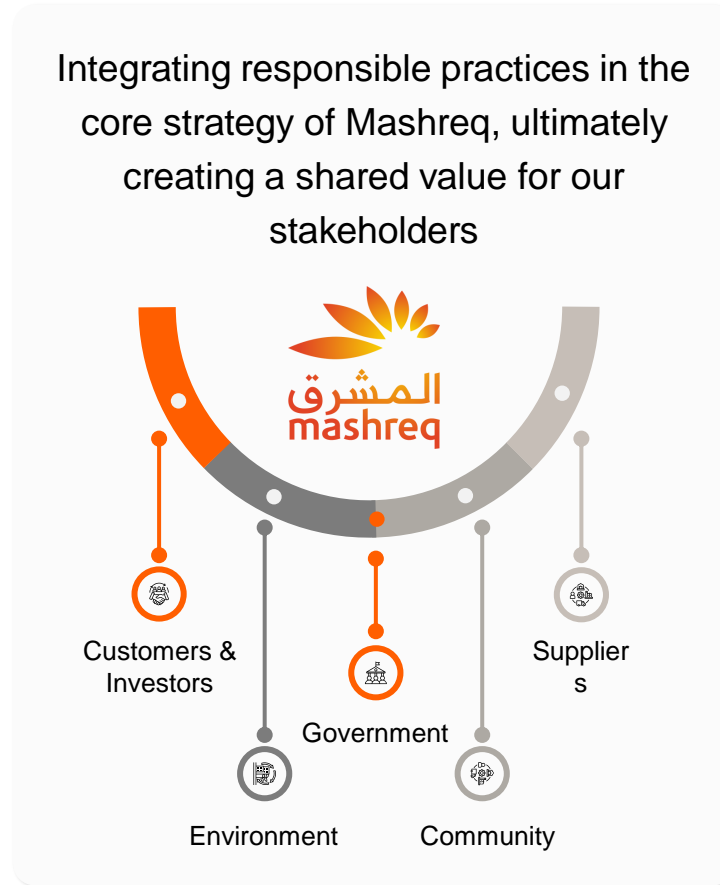 Integrating responsible practices in the
core strategy of Mashreq, ultimately
creating a shared value for our
stakeholders
المشرق
mashreq
Customers &
Investors
Supplier
s
Government
Environment
Community